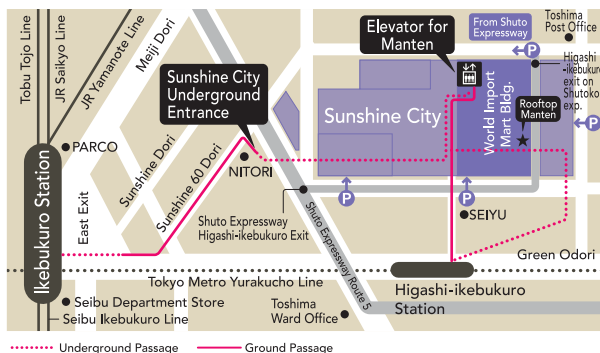 Tobu Tojo Line
JR Saikyo Line
JR Yamanote Line
Meiji Dori
Sunshine City
Underground
Entrance
Elevator for
Manten
From Shuto
Expressway
P
Toshima
Post Office
Higashi
-ikebukuro
exit on
Shutoko
exp.
P
Sunshine City
World Import
Mart Bldg.
Rooftop
Manten
PARCO
Ikebukuro Station
East Exit
Sunshine Dori
Sunshine 60 Dori
NITORI
Shuto Expressway
Higashi-ikebukuro Exit
P
P
SEIYU
Shuto Expressway Route 5
Green Odori
Tokyo Metro Yurakucho Line
Higashi-ikebukuro
Station
Seibu Department Store
Seibu Ikebukuro Line
Toshima
Ward Office
Underground Passage
Ground Passage